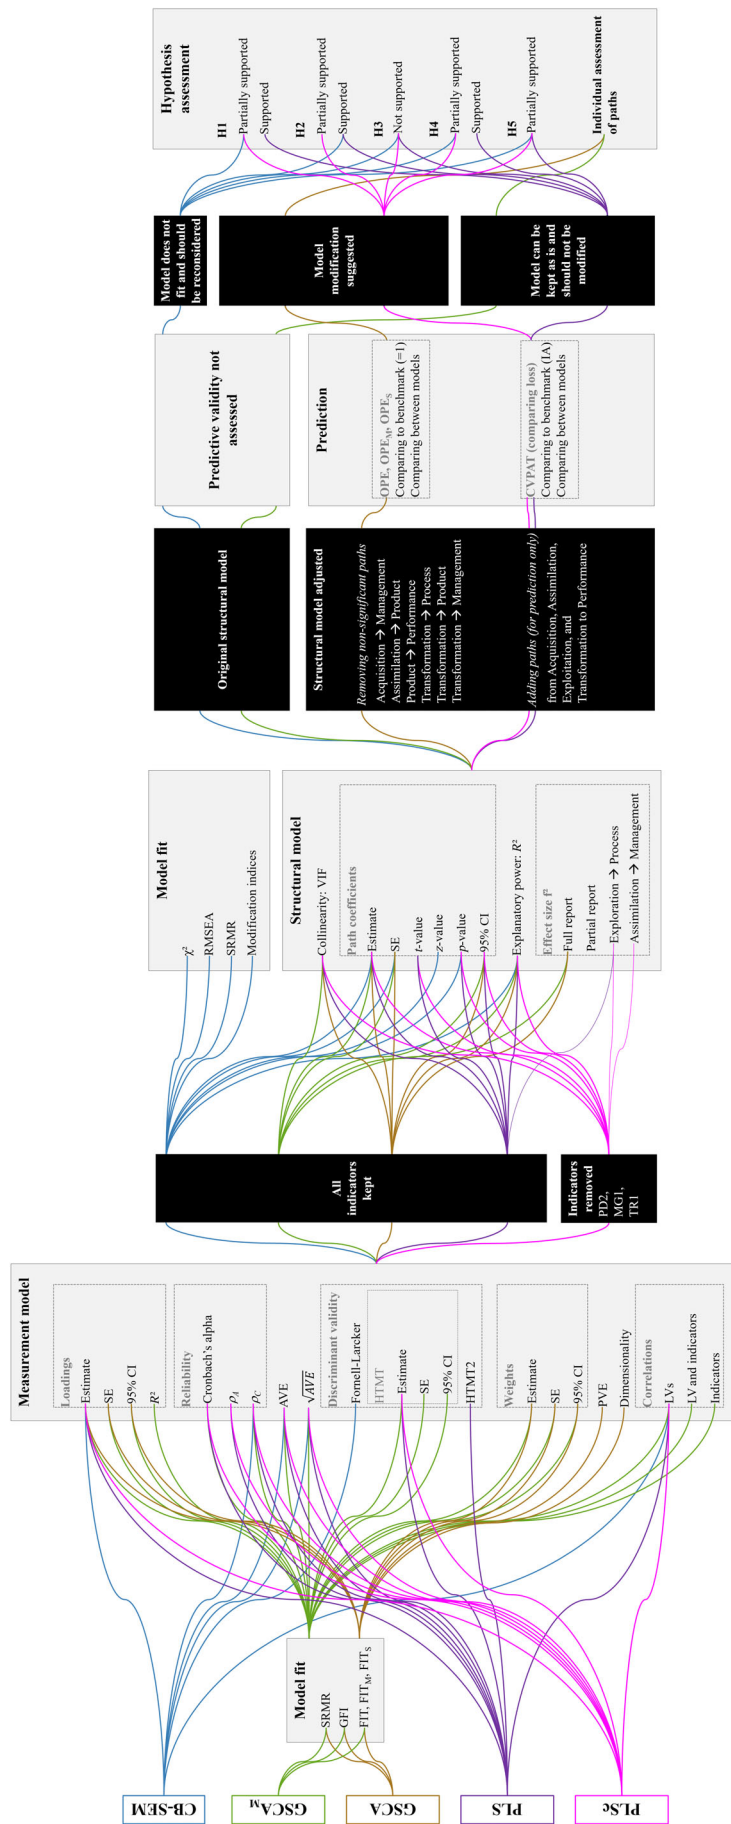 CB-SEM
GSCAM
GSCA
PLS
PLSc
Model fit
SRMR
GFI
FIT, FITM, FITS
Measurement model
Loadings
Estimate
SE
95% CI
R²
Reliability
Cronbach's alpha
ρA
ρC
AVE
√AVE
Discriminant validity
Fornell-Larcker
HTMT
Estimate
SE
95% CI
HTMT2
Weights
Estimate
SE
95% CI
PVE
Dimensionality
Correlations
LVs
LV and indicators
Indicators
All
indicators
kept
Indicators
removed
PD2,
MG1,
TR1
Model fit
χ²
RMSEA
SRMR
Modification indices
Structural model
Collinearity: VIF
Path coefficients
Estimate
SE
t-value
z-value
p-value
95% CI
Explanatory power: R²
Effect size f²
Full report
Partial report
Exploration → Process
Assimilation → Management
Original structural model
Structural model adjusted
Removing non-significant paths
Acquisition → Management
Assimilation → Product
Product → Performance
Transformation → Process
Transformation → Product
Transformation → Management
Adding paths (for prediction only)
from Acquisition, Assimilation,
Exploitation, and
Transformation to Performance
Predictive validity not
assessed
Prediction
OPE, OPEM, OPES
Comparing to benchmark (=1)
Comparing between models
CVPAT (comparing loss)
Comparing to benchmark (IA)
Comparing between models
Model does not
fit and should
be reconsidered
Model
modification
suggested
Model can be
kept as is and
should not be
modified
Hypothesis
assessment
H1
Partially supported
Supported
H2
Partially supported
Supported
H3
Not supported
H4
Partially supported
Supported
H5
Partially supported
Individual assessment
of paths